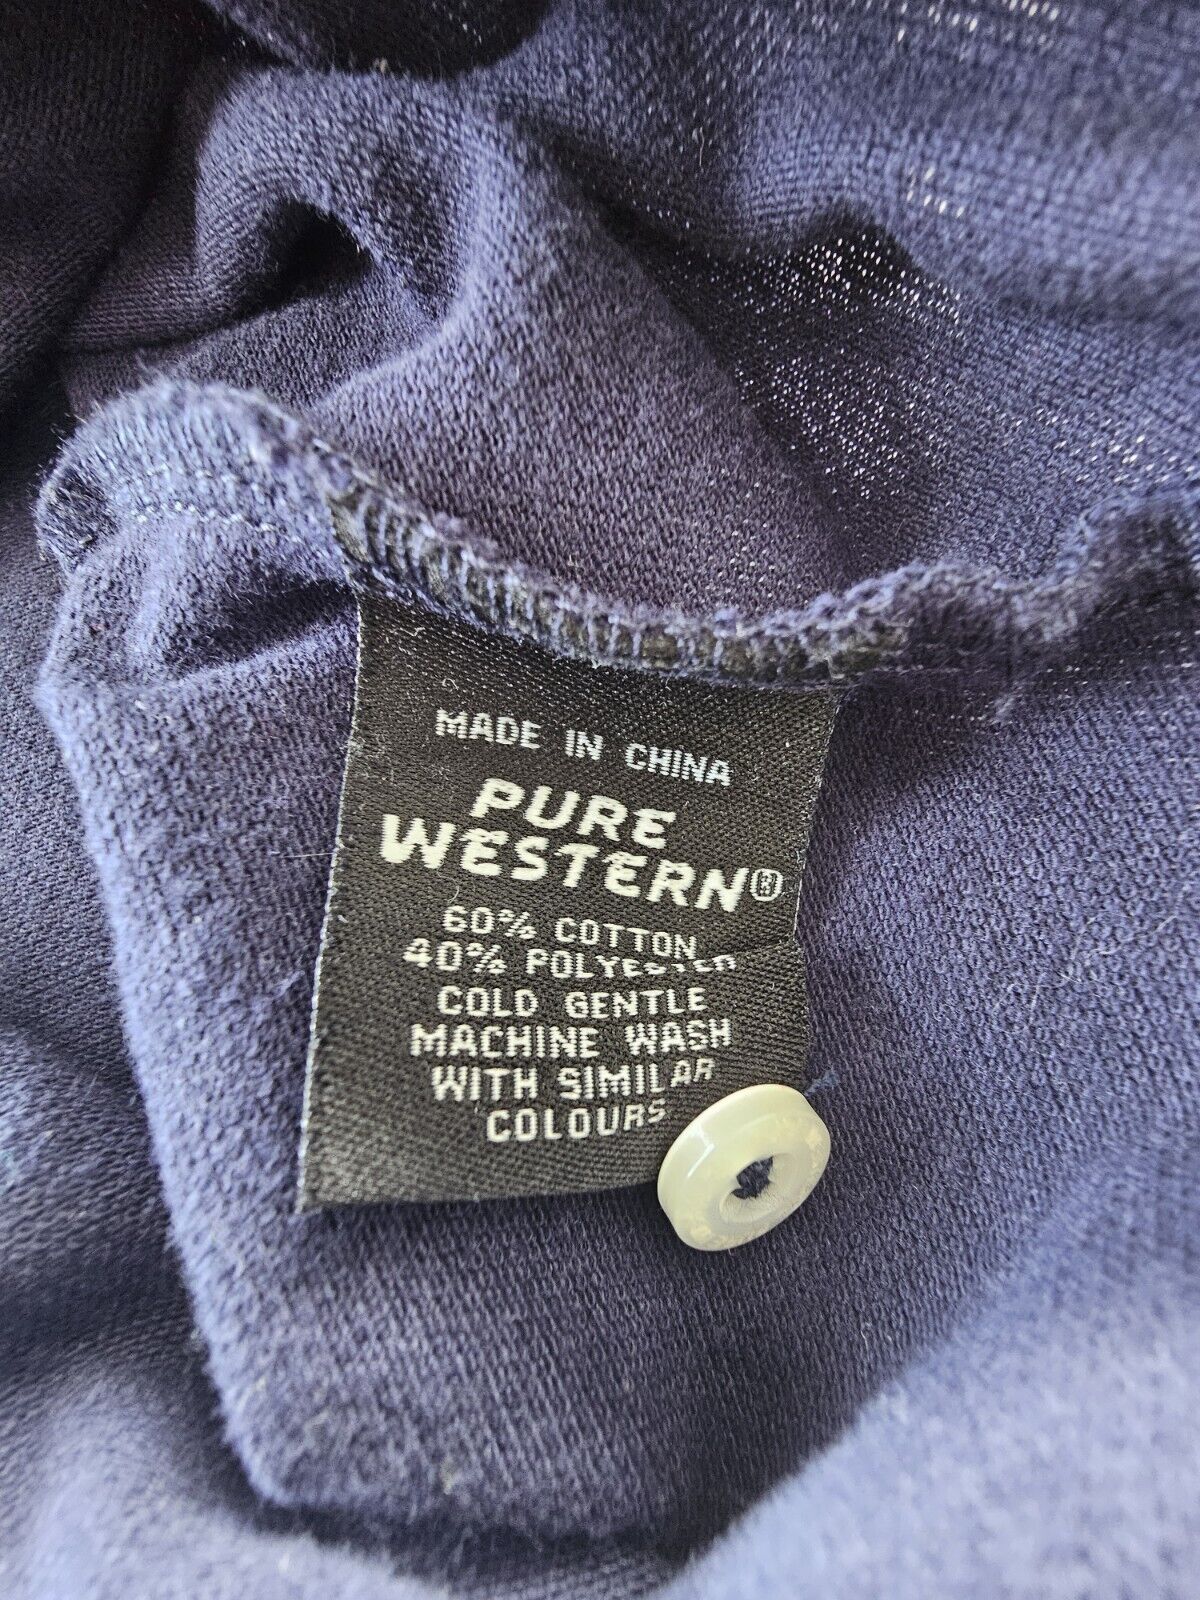 MADE IN CHINA
PURE
WESTERN®
60% COTTON
40% POLYESTER
COLD GENTLE
MACHINE WASH
WITH SIMILAR
COLOURS